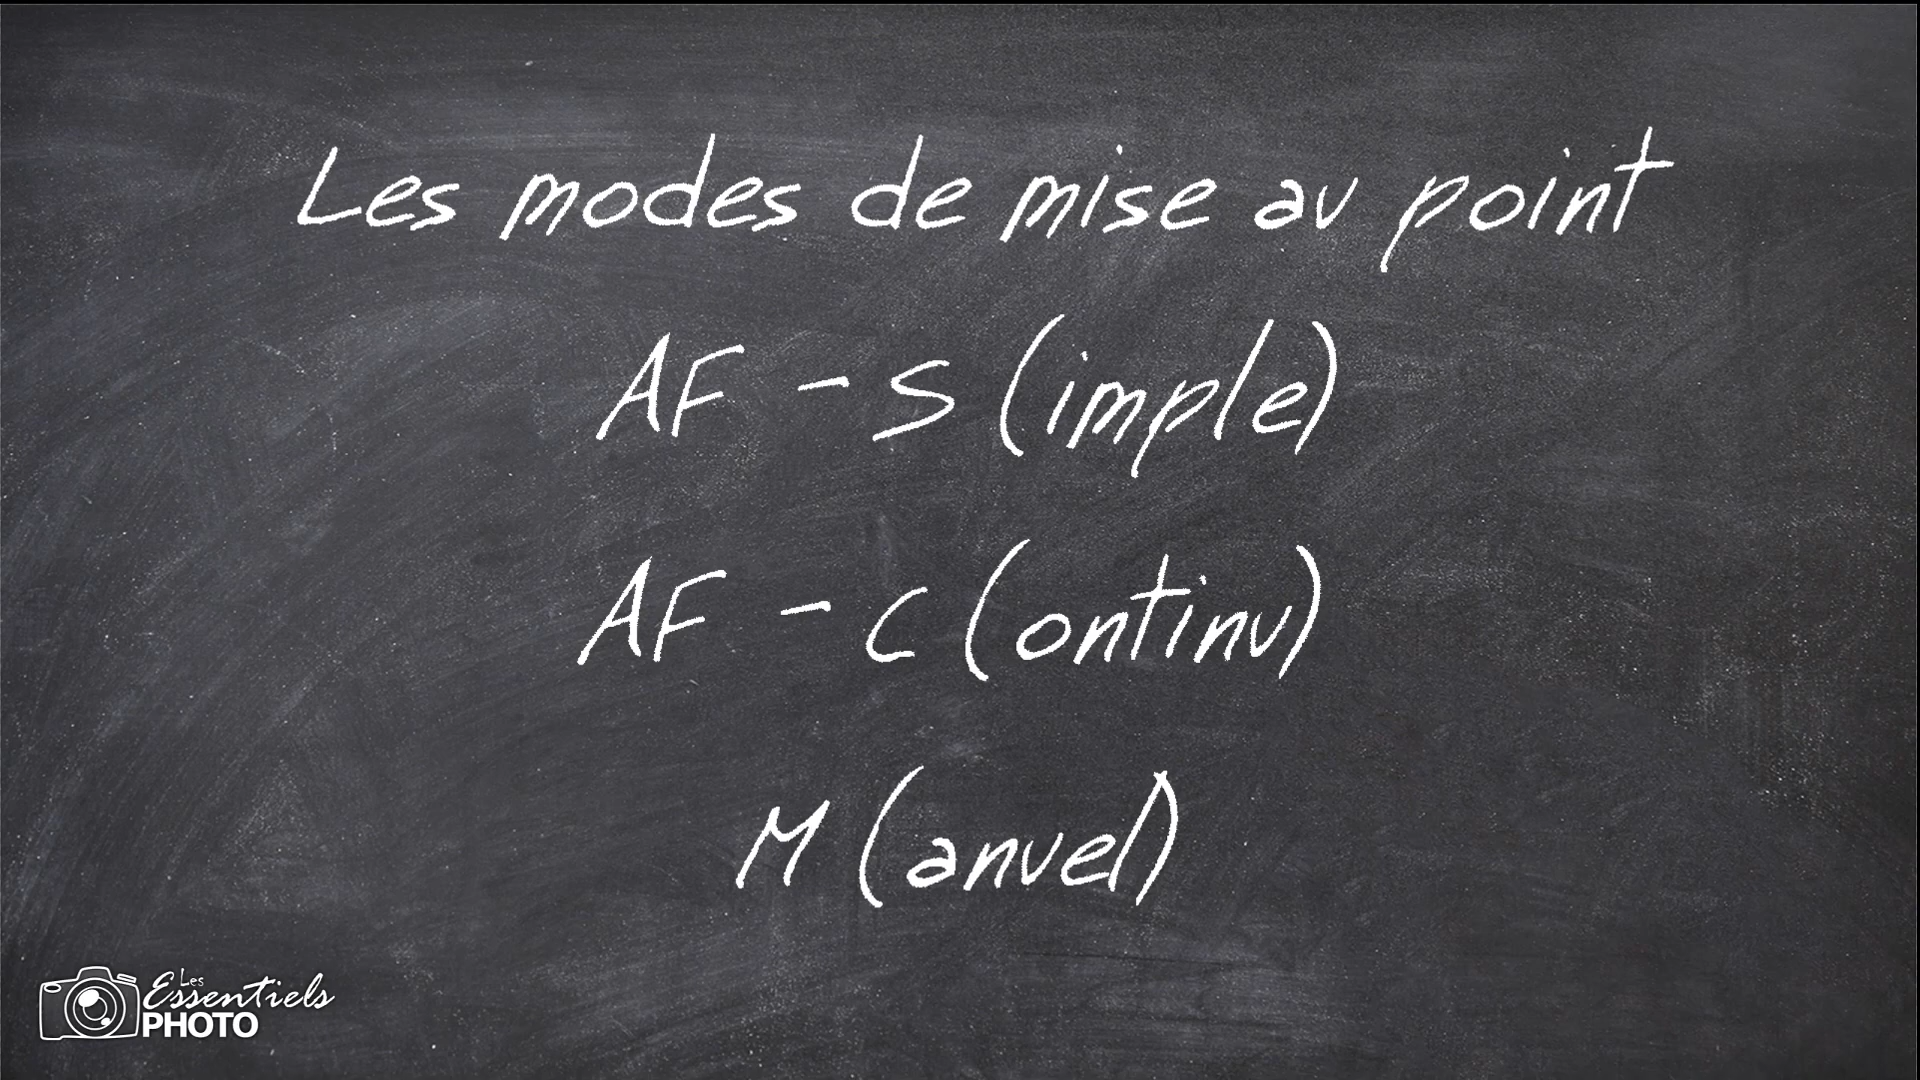 Les modes de mise au point
AF - S (imple)
AF - C (ontinu)
M (anuel)
Les
Essentiels
PHOTO